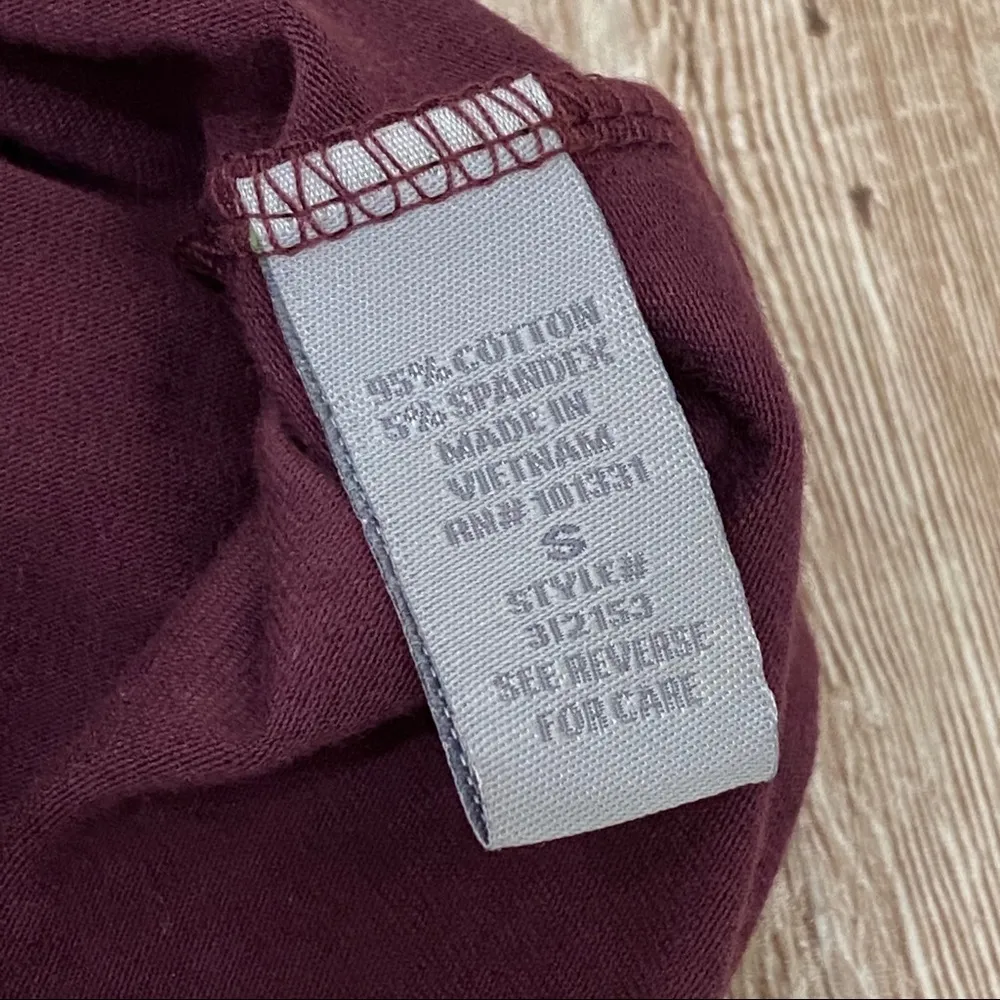 95% COTTON
5% SPANDEX
MADE IN
VIETNAM
RN# 101331
S
STYLE#
312153
SEE REVERSE
FOR CARE